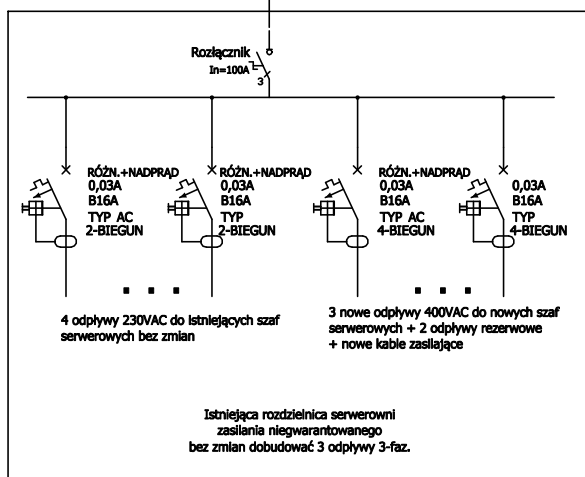 Rozłącznik
In=100A
3
RÓŻN.+NADPRĄD
0,03A
B16A
TYP AC
2-BIEGUN
RÓŻN.+NADPRĄD
0,03A
B16A
TYP
2-BIEGUN
RÓŻN.+NADPRĄD
0,03A
B16A
TYP AC
4-BIEGUN
0,03A
B16A
TYP
4-BIEGUN
4 odpływy 230VAC do istniejących szaf
serwerowych bez zmian
3 nowe odpływy 400VAC do nowych szaf
serwerowych + 2 odpływy rezerwowe
+ nowe kable zasilające
Istniejąca rozdzielnica serwerowni
zasilania niegwarantowanego
bez zmian dobudować 3 odpływy 3-faz.